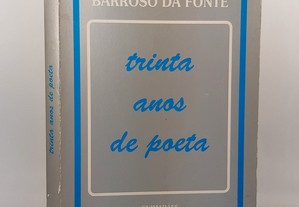 BARROSO DA FONTE
trinta
anos
de poeta
trinta anos de poeta